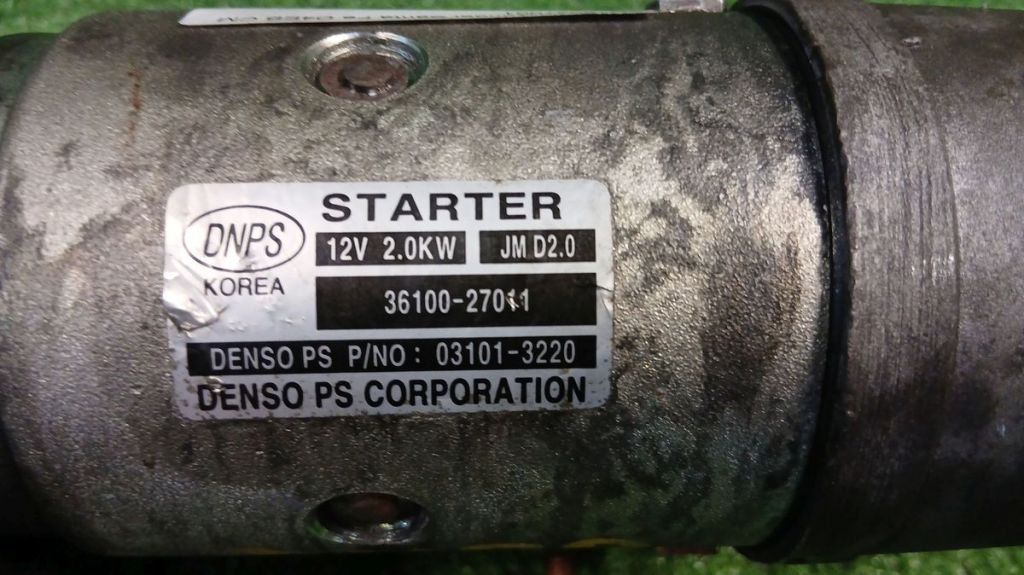 DNPS
KOREA
STARTER
12V 2.0KW JM D2.0
36100-27011
DENSO PS P/NO: 03101-3220
DENSO PS CORPORATION